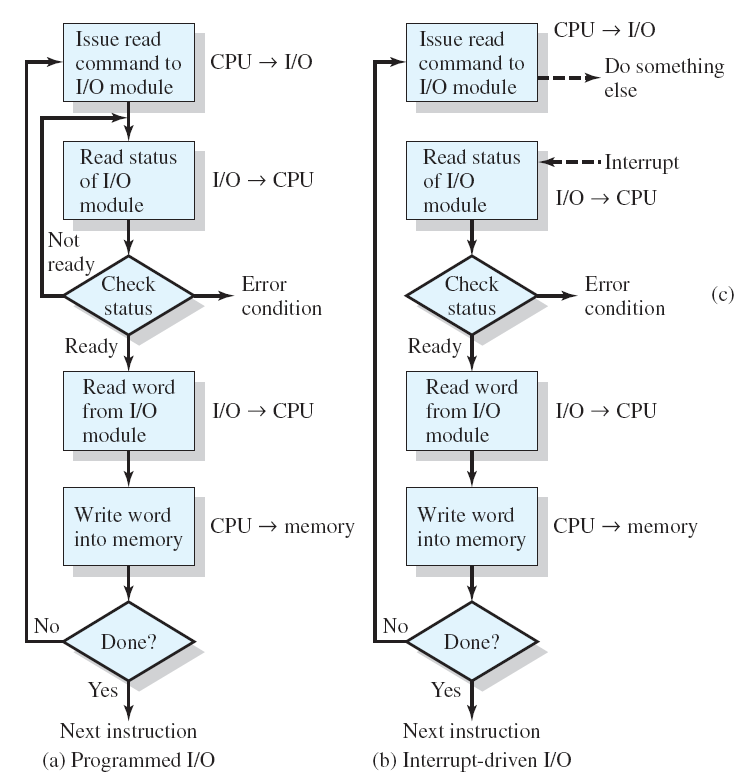 Issue read
command to
I/O module
CPU → I/O
Read status
of I/O
module
I/O → CPU
Not
ready
Check
status
Error
condition
Ready
Read word
from I/O
module
I/O → CPU
Write word
into memory
CPU → memory
No
Done?
Yes
Next instruction
(a) Programmed I/O
Issue read
command to
I/O module
CPU → I/O
Do something
else
Read status
of I/O
module
Interrupt
I/O → CPU
Check
status
Error
condition
Ready
Read word
from I/O
module
I/O → CPU
Write word
into memory
CPU → memory
No
Done?
Yes
Next instruction
(b) Interrupt-driven I/O
(c)